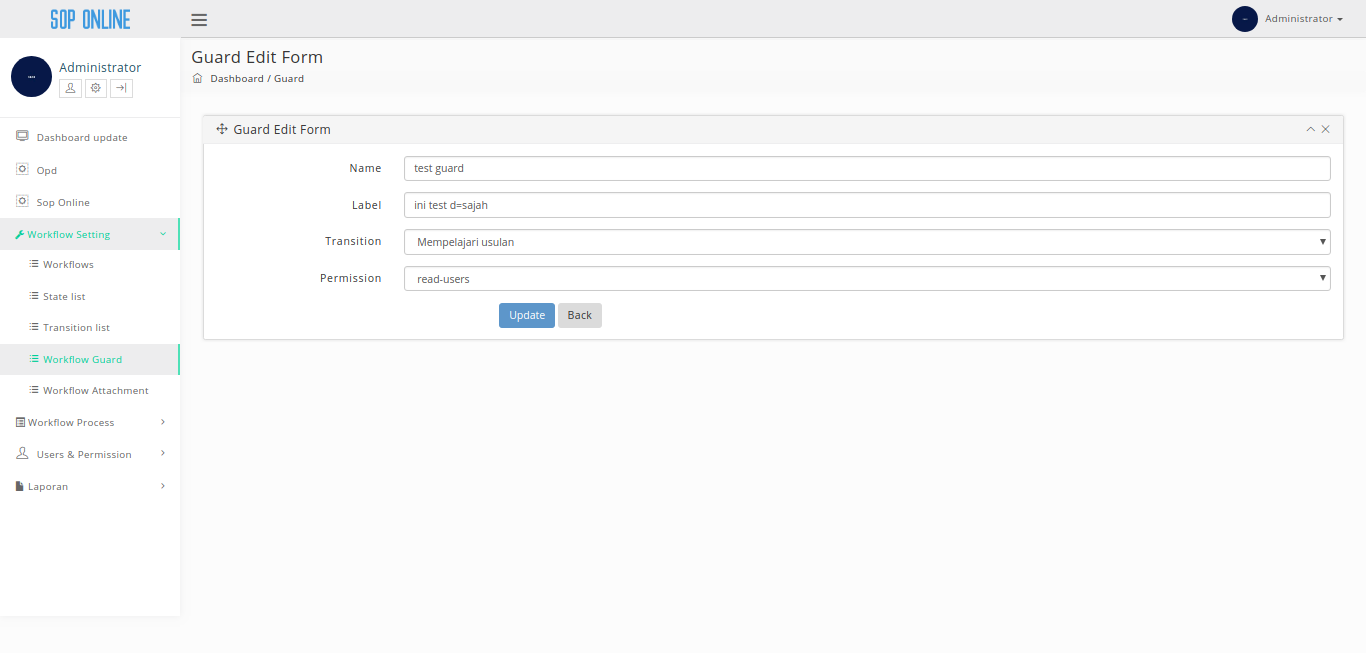 SOP ONLINE
Administrator
Administrator
Dashboard update
Opd
Sop Online
Workflow Setting
Workflows
State list
Transition list
Workflow Guard
Workflow Attachment
Workflow Process
Users & Permission
Laporan
Guard Edit Form
Dashboard / Guard
Guard Edit Form
Name test guard
Label ini test d=sajah
Transition Mempelajari usulan
Permission read-users
Update Back